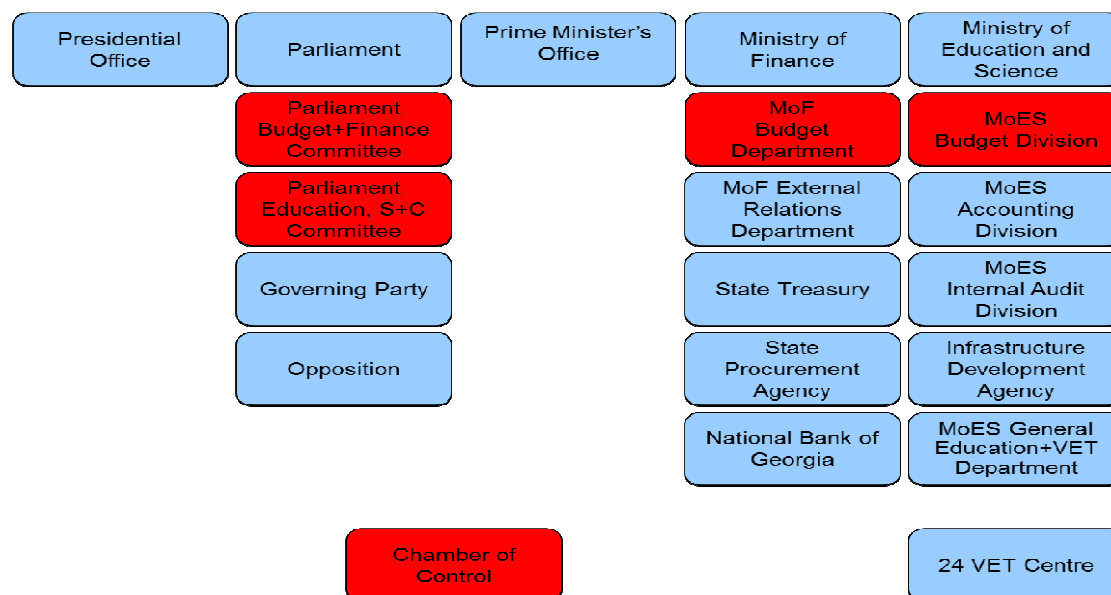 Presidential
Office
Parliament
Prime Minister's
Office
Ministry of
Finance
Ministry of
Education and
Science
Parliament
Budget+Finance
Committee
MoF
Budget
Department
MoES
Budget Division
Parliament
Education, S+C
Committee
MoF External
Relations
Department
MoES
Accounting
Division
Governing Party
State Treasury
MoES
Internal Audit
Division
Opposition
State
Procurement
Agency
Infrastructure
Development
Agency
National Bank of
Georgia
MoES General
Education+VET
Department
Chamber of
Control
24 VET Centre